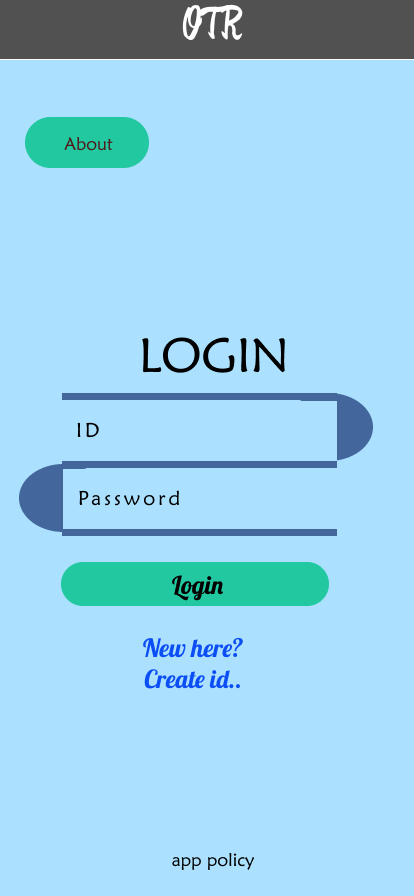 OTR
About
LOGIN
ID
Password
Login
New here?
Create id..
app policy